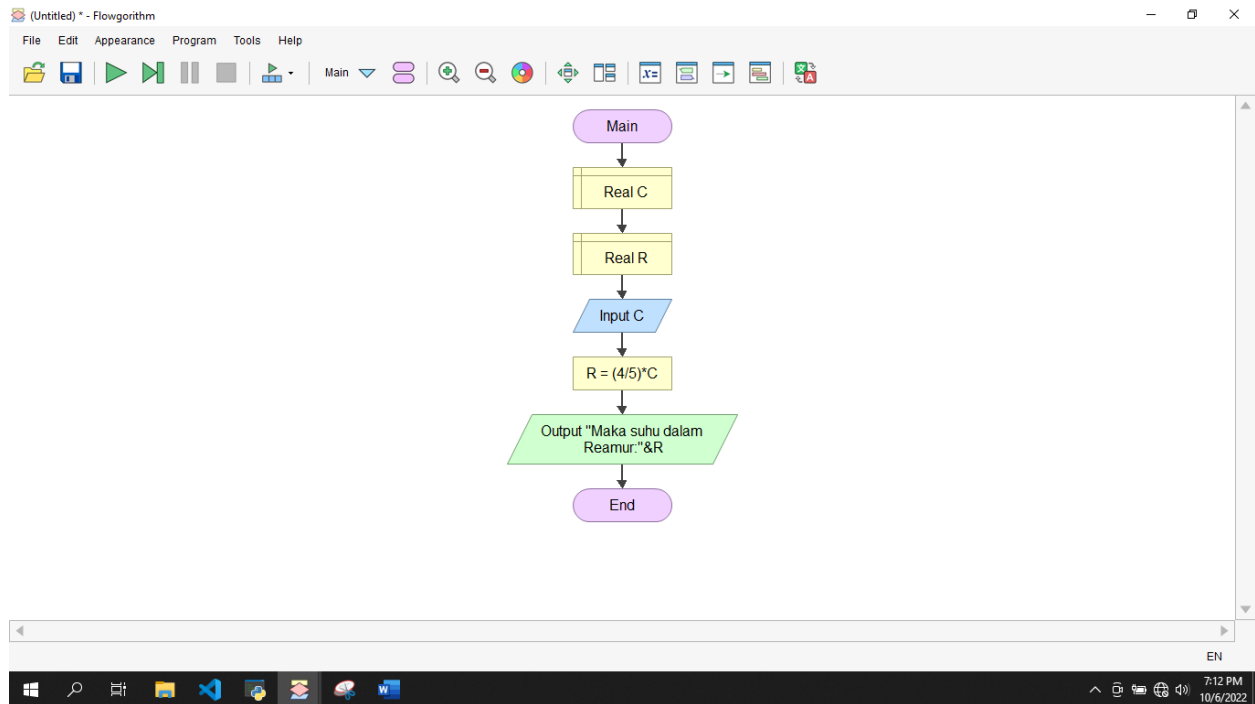 (Untitled) * - Flowgorithm
File Edit Appearance Program Tools Help
Main
x=
Main
Real C
Real R
Input C
R = (4/5)*C
Output "Maka suhu dalam
Reamur:"&R
End
EN
7:12 PM
10/6/2022